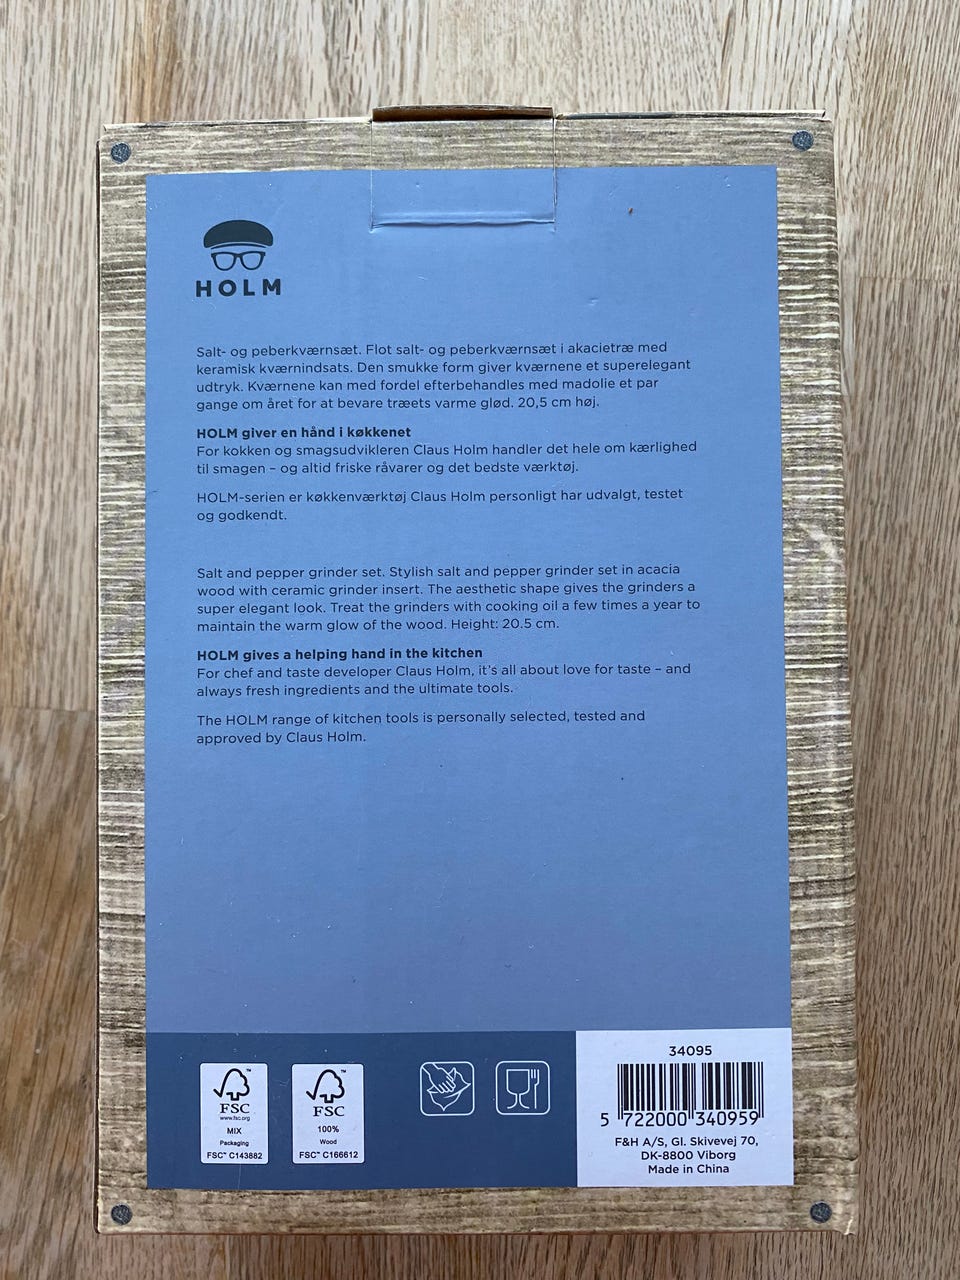 HOLM
Salt- og peberkværnsæt. Flot salt- og peberkværnsæt i akacietræ med
keramisk kværnindsats. Den smukke form giver kværnene et superelegant
udtryk. Kværnene kan med fordel efterbehandles med madolie et par
gange om året for at bevare træets varme glød. 20,5 cm høj.
HOLM giver en hånd i køkkenet
For kokken og smagsudvikleren Claus Holm handler det hele om kærlighed
til smagen – og altid friske råvarer og det bedste værktøj.
HOLM-serien er køkkenværktøj Claus Holm personligt har udvalgt, testet
og godkendt.
Salt and pepper grinder set. Stylish salt and pepper grinder set in acacia
wood with ceramic grinder insert. The aesthetic shape gives the grinders a
super elegant look. Treat the grinders with cooking oil a few times a year to
maintain the warm glow of the wood. Height: 20.5 cm.
HOLM gives a helping hand in the kitchen
For chef and taste developer Claus Holm, it's all about love for taste – and
always fresh ingredients and the ultimate tools.
The HOLM range of kitchen tools is personally selected, tested and
approved by Claus Holm.
FSC
www.fsc.org
MIX
Packaging
FSC™ C143882
FSC
100%
Wood
FSC™ C166612
34095
5 722000 340959
F&H A/S, Gl. Skivevej 70,
DK-8800 Viborg
Made in China